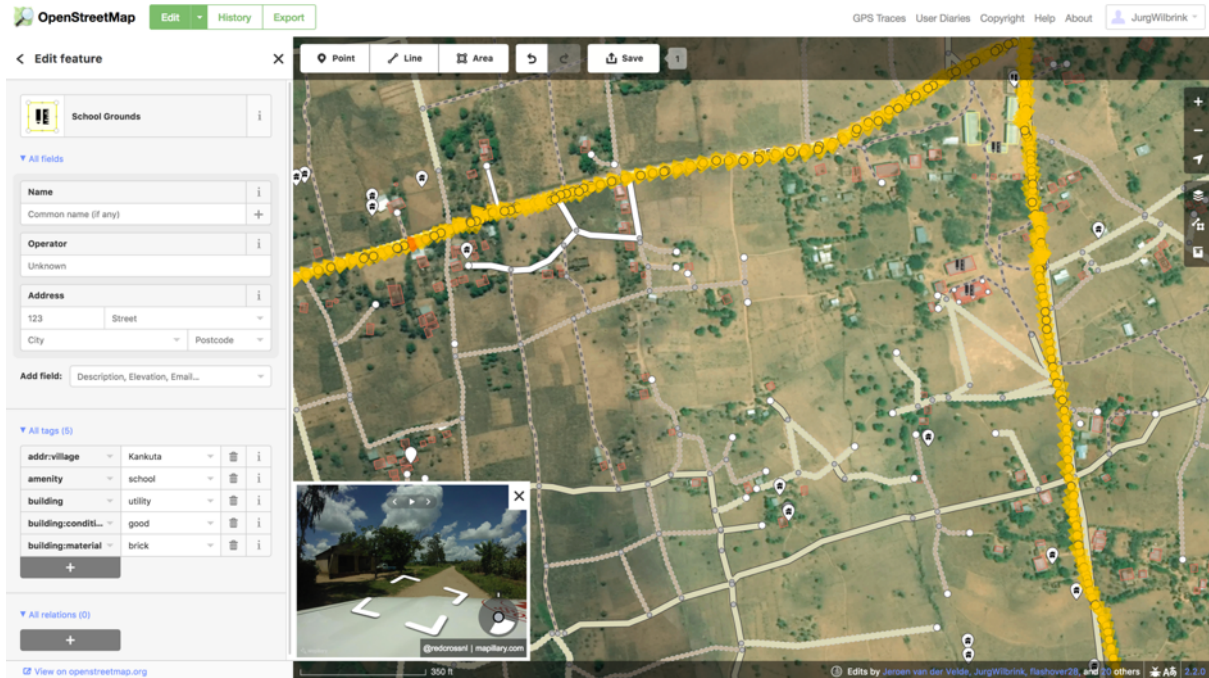 OpenStreetMap
Edit
History
Export
GPS Traces
User Diaries
Copyright
Help
About
JurgWilbrink
Edit feature
Point
Line
Area
Save
1
School Grounds
All fields
Name
Common name (if any)
Operator
Unknown
Address
123
Street
City
Postcode
Add field:
Description, Elevation, Email...
All tags (5)
addr:village
Kankuta
amenity
school
building
utility
building:conditi...
good
building:material
brick
All relations (0)
View on openstreetmap.org
@redcrossnl | mapillary.com
350 ft
Edits by Jeroen van der Velde, JurgWilbrink, flashover28, and 20 others
2.2.0